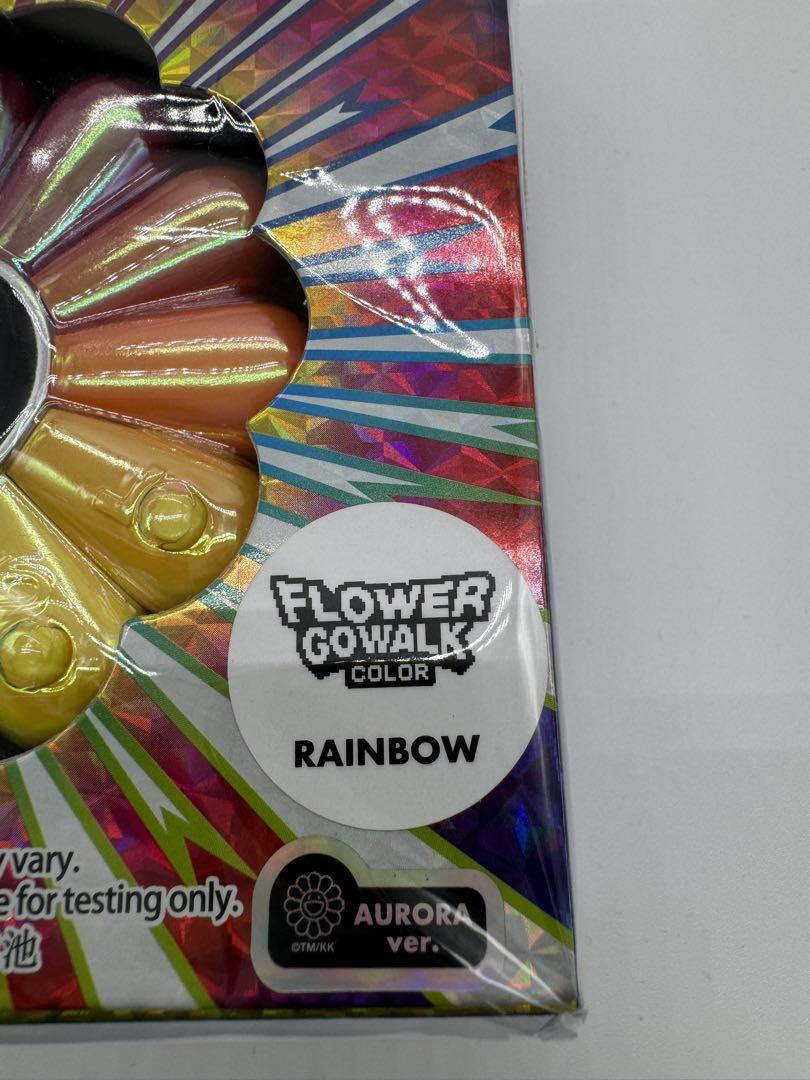 FLOWER
GOWALK
COLOR
RAINBOW
vary.
for testing only.
池
©TM/KK
AURORA
ver.